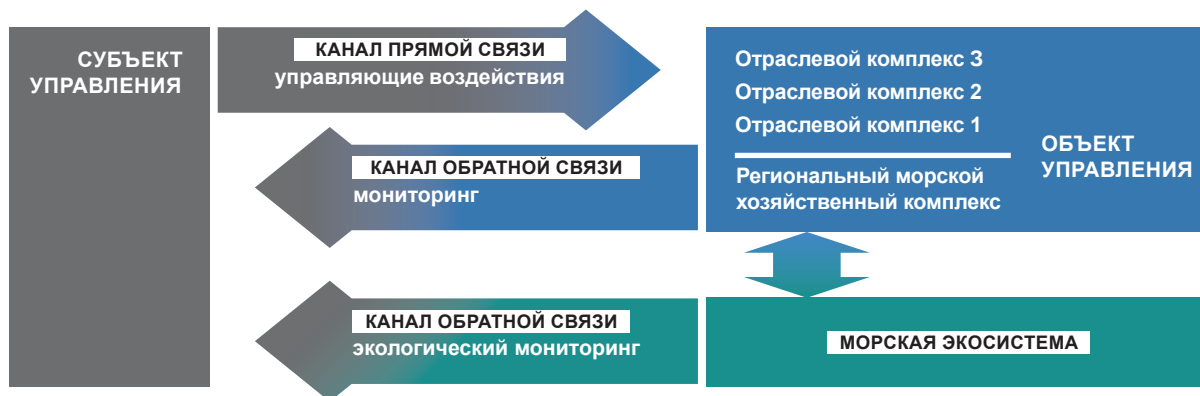 СУБЪЕКТ
УПРАВЛЕНИЯ
КАНАЛ ПРЯМОЙ СВЯЗИ
управляющие воздействия
КАНАЛ ОБРАТНОЙ СВЯЗИ
мониторинг
КАНАЛ ОБРАТНОЙ СВЯЗИ
экологический мониторинг
Отраслевой комплекс 3
Отраслевой комплекс 2
Отраслевой комплекс 1
Региональный морской
хозяйственный комплекс
ОБЪЕКТ
УПРАВЛЕНИЯ
МОРСКАЯ ЭКОСИСТЕМА